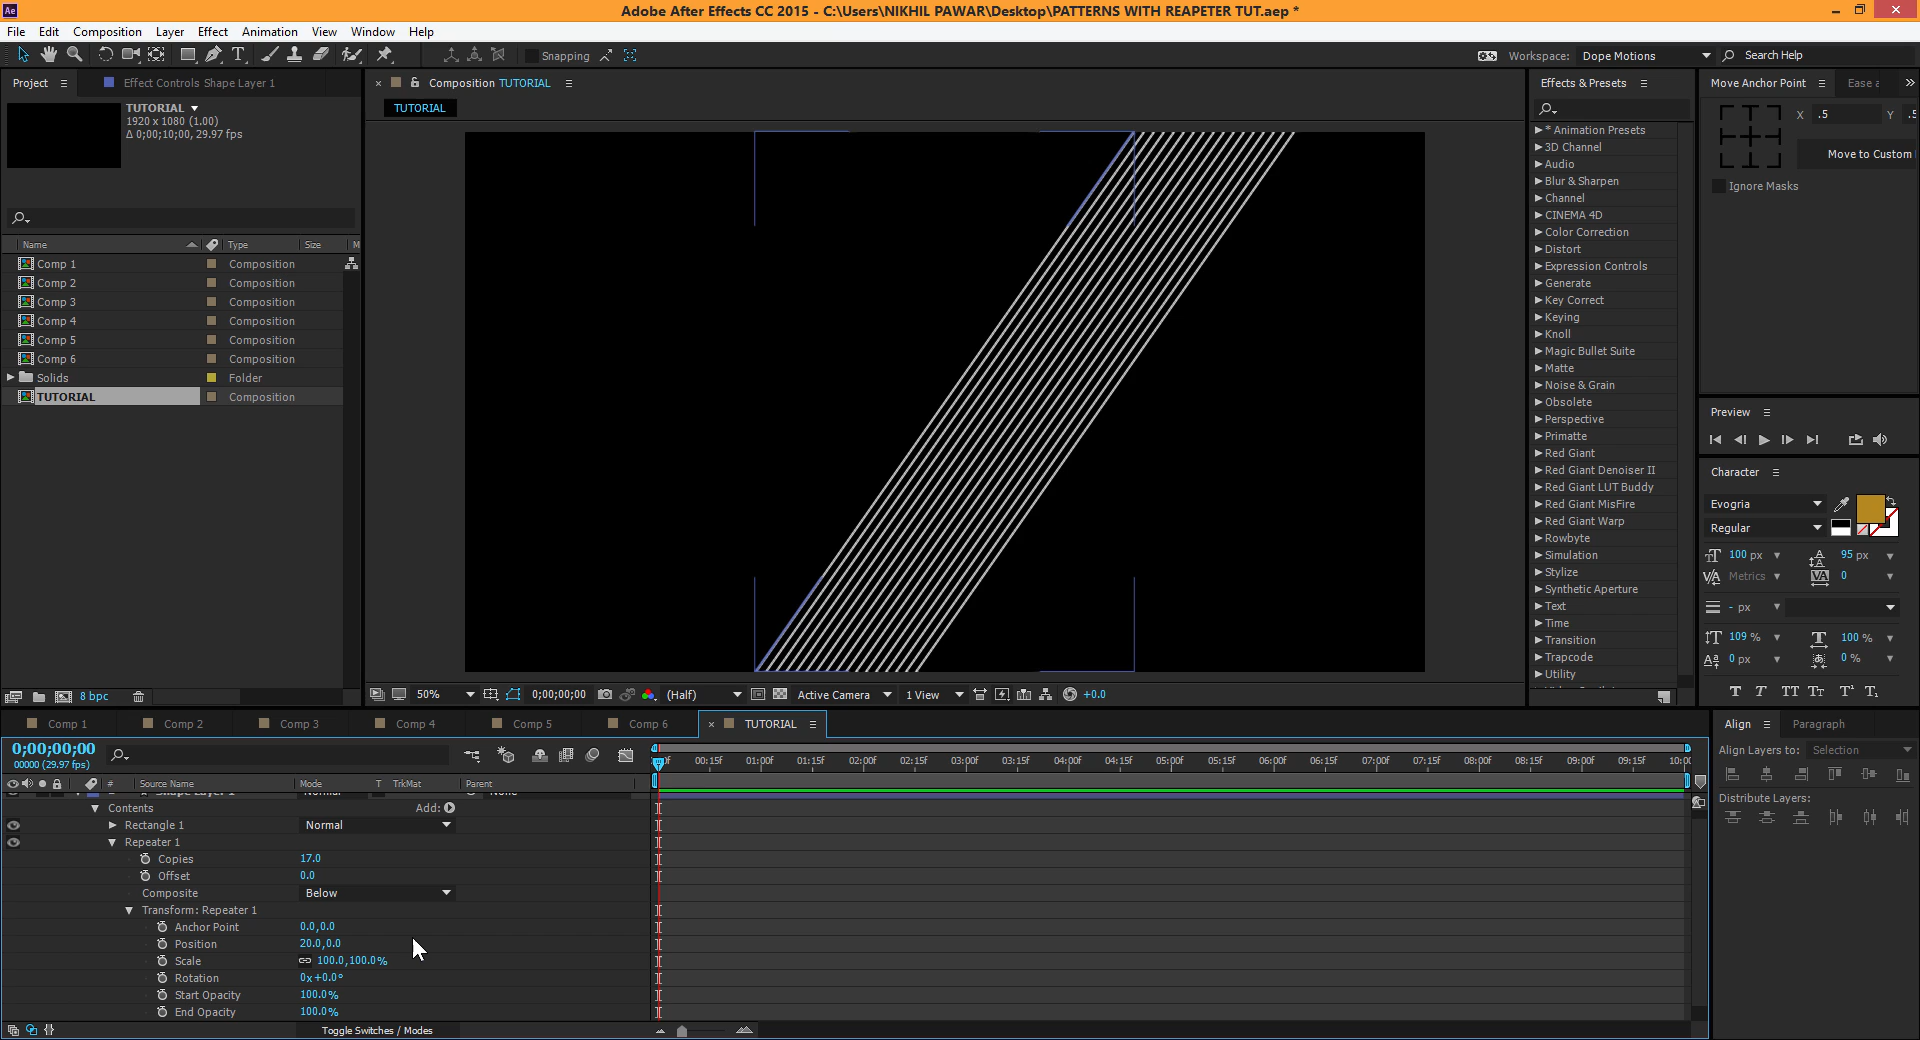 Adobe After Effects CC 2015 - C:\Users\NIKHIL PAWAR\Desktop\PATTERNS WITH REAPETER TUT.aep *
File Edit Composition Layer Effect Animation View Window Help
Snapping
Workspace: Dope Motions
Search Help
Project
Effect Controls Shape Layer 1
TUTORIAL
1920 x 1080 (1.00)
Δ 0;00;10;00, 29.97 fps
Name Type Size M
Comp 1 Composition
Comp 2 Composition
Comp 3 Composition
Comp 4 Composition
Comp 5 Composition
Comp 6 Composition
Solids Folder
TUTORIAL Composition
8 bpc
Composition TUTORIAL
TUTORIAL
50% 0;00;00;00 (Half) Active Camera 1 View +0.0
Effects & Presets
* Animation Presets
3D Channel
Audio
Blur & Sharpen
Channel
CINEMA 4D
Color Correction
Distort
Expression Controls
Generate
Key Correct
Keying
Knoll
Magic Bullet Suite
Matte
Noise & Grain
Obsolete
Perspective
Primatte
Red Giant
Red Giant Denoiser II
Red Giant LUT Buddy
Red Giant MisFire
Red Giant Warp
Rowbyte
Simulation
Stylize
Synthetic Aperture
Text
Time
Transition
Trapcode
Utility
Move Anchor Point Ease a
X .5 Y .5
Move to Custom
Ignore Masks
Preview
Character
Evogria
Regular
100 px 95 px
Metrics 0
- px
109 % 100 %
0 px 0 %
Comp 1 Comp 2 Comp 3 Comp 4 Comp 5 Comp 6 TUTORIAL
0;00;00;00
00000 (29.97 fps)
# Source Name Mode T TrkMat Parent
00:15f 01:00f 01:15f 02:00f 02:15f 03:00f 03:15f 04:00f 04:15f 05:00f 05:15f 06:00f 06:15f 07:00f 07:15f 08:00f 08:15f 09:00f 09:15f 10:00
Contents Add:
Rectangle 1 Normal
Repeater 1
Copies 17.0
Offset 0.0
Composite Below
Transform: Repeater 1
Anchor Point 0.0,0.0
Position 20.0,0.0
Scale 100.0,100.0%
Rotation 0x+0.0°
Start Opacity 100.0%
End Opacity 100.0%
Toggle Switches / Modes
Align Paragraph
Align Layers to: Selection
Distribute Layers: